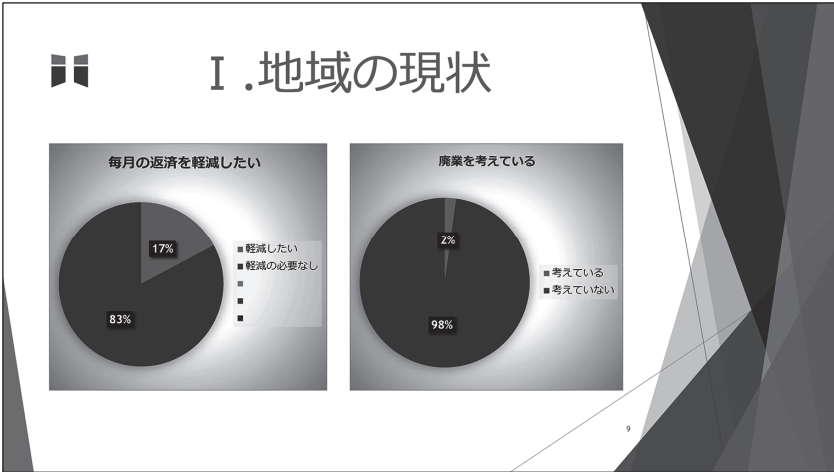 Ⅰ.地域の現状
毎月の返済を軽減したい
17%
83%
軽減したい
軽減の必要なし
廃業を考えている
2%
98%
考えている
考えていない
9